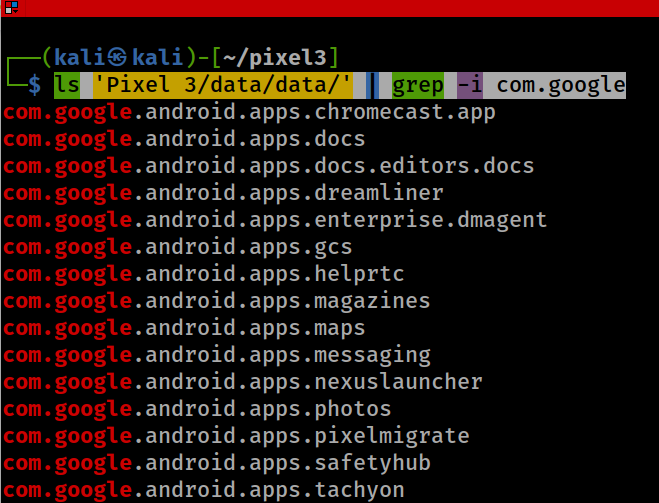 ┌──(kali㉿kali)-[~/pixel3]
└─$ ls 'Pixel 3/data/data/' | grep -i com.google
com.google.android.apps.chromecast.app
com.google.android.apps.docs
com.google.android.apps.docs.editors.docs
com.google.android.apps.dreamliner
com.google.android.apps.enterprise.dmagent
com.google.android.apps.gcs
com.google.android.apps.helprtc
com.google.android.apps.magazines
com.google.android.apps.maps
com.google.android.apps.messaging
com.google.android.apps.nexuslauncher
com.google.android.apps.photos
com.google.android.apps.pixelmigrate
com.google.android.apps.safetyhub
com.google.android.apps.tachyon